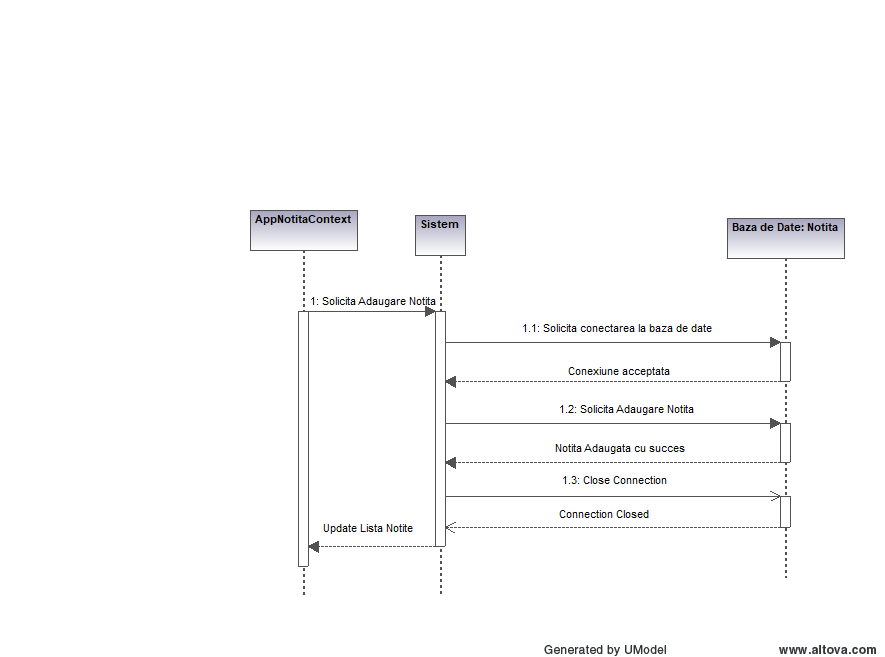 AppNotitaContext
Sistem
Baza de Date: Notita
1: Solicita Adaugare Notita
1.1: Solicita conectarea la baza de date
Conexiune acceptata
1.2: Solicita Adaugare Notita
Notita Adaugata cu succes
1.3: Close Connection
Connection Closed
Update Lista Notite
Generated by UModel
www.altova.com